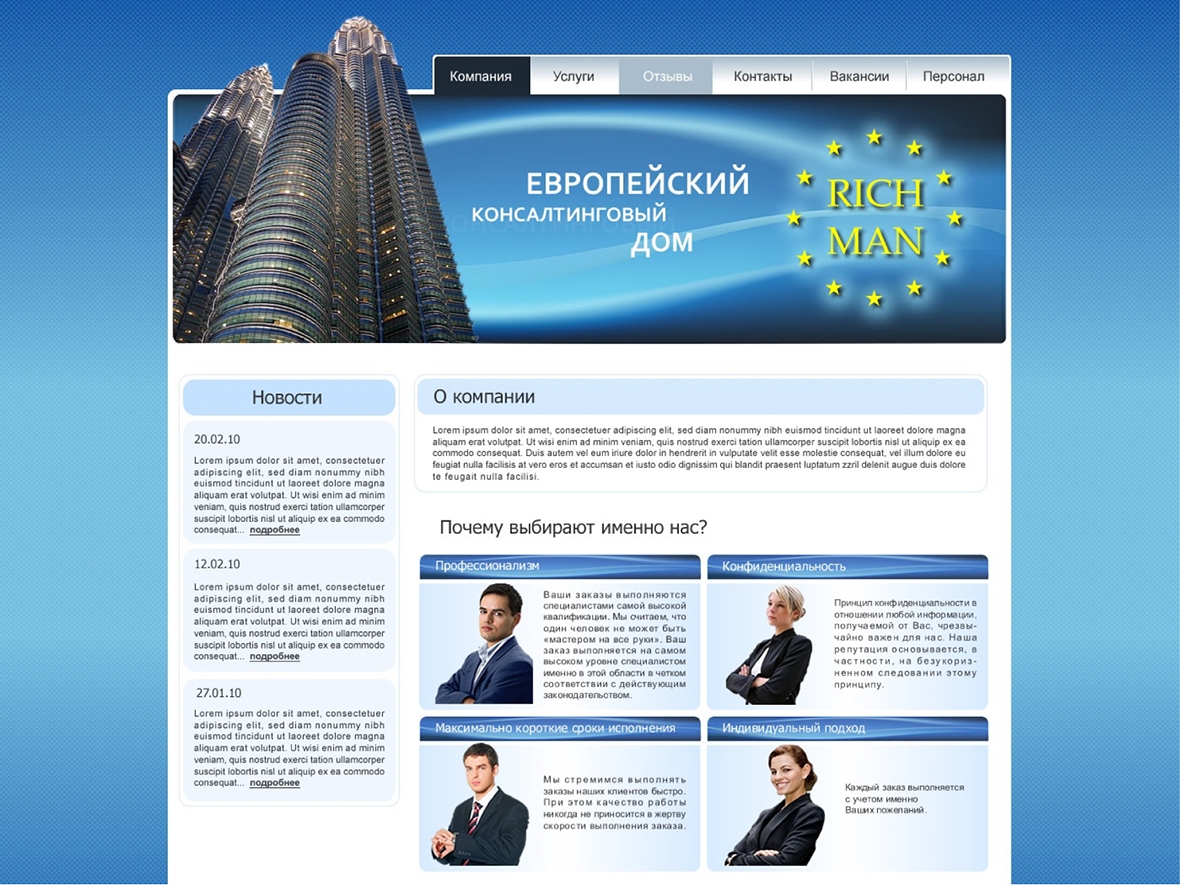 Компания
Услуги
Отзывы
Контакты
Вакансии
Персонал
ЕВРОПЕЙСКИЙ
КОНСАЛТИНГОВЫЙ
ДОМ
RICH
MAN
Новости
20.02.10
Lorem ipsum dolor sit amet, consectetuer
adipiscing elit, sed diam nonummy nibh
euismod tincidunt ut laoreet dolore magna
aliquam erat volutpat. Ut wisi enim ad minim
veniam, quis nostrud exerci tation ullamcorper
suscipit lobortis nisl ut aliquip ex ea commodo
consequat... подробнее
12.02.10
Lorem ipsum dolor sit amet, consectetuer
adipiscing elit, sed diam nonummy nibh
euismod tincidunt ut laoreet dolore magna
aliquam erat volutpat. Ut wisi enim ad minim
veniam, quis nostrud exerci tation ullamcorper
suscipit lobortis nisl ut aliquip ex ea commodo
consequat... подробнее
27.01.10
Lorem ipsum dolor sit amet, consectetuer
adipiscing elit, sed diam nonummy nibh
euismod tincidunt ut laoreet dolore magna
aliquam erat volutpat. Ut wisi enim ad minim
veniam, quis nostrud exerci tation ullamcorper
suscipit lobortis nisl ut aliquip ex ea commodo
consequat... подробнее
О компании
Lorem ipsum dolor sit amet, consectetuer adipiscing elit, sed diam nonummy nibh euismod tincidunt ut laoreet dolore magna
aliquam erat volutpat. Ut wisi enim ad minim veniam, quis nostrud exerci tation ullamcorper suscipit lobortis nisl ut aliquip ex ea
commodo consequat. Duis autem vel eum iriure dolor in hendrerit in vulputate velit esse molestie consequat, vel illum dolore eu
feugiat nulla facilisis at vero eros et accumsan et iusto odio dignissim qui blandit praesent luptatum zzril delenit augue duis dolore
te feugait nulla facilisi.
Почему выбирают именно нас?
Профессионализм
Ваши заказы выполняются
специалистами самой высокой
квалификации. Мы считаем, что
один человек не может быть
«мастером на все руки». Ваш
заказ выполняется на самом
высоком уровне специалистом
именно в этой области в четком
соответствии с действующим
законодательством.
Конфиденциальность
Принцип конфиденциальности в
отношении любой информации,
получаемой от Вас, чрезвы-
чайно важен для нас. Наша
репутация основывается, в
частности, на безукориз-
ненном следовании этому
принципу.
Максимально короткие сроки исполнения
Мы стремимся выполнять
заказы наших клиентов быстро.
При этом качество работы
никогда не приносится в жертву
скорости выполнения заказа.
Индивидуальный подход
Каждый заказ выполняется
с учетом именно
Ваших пожеланий.